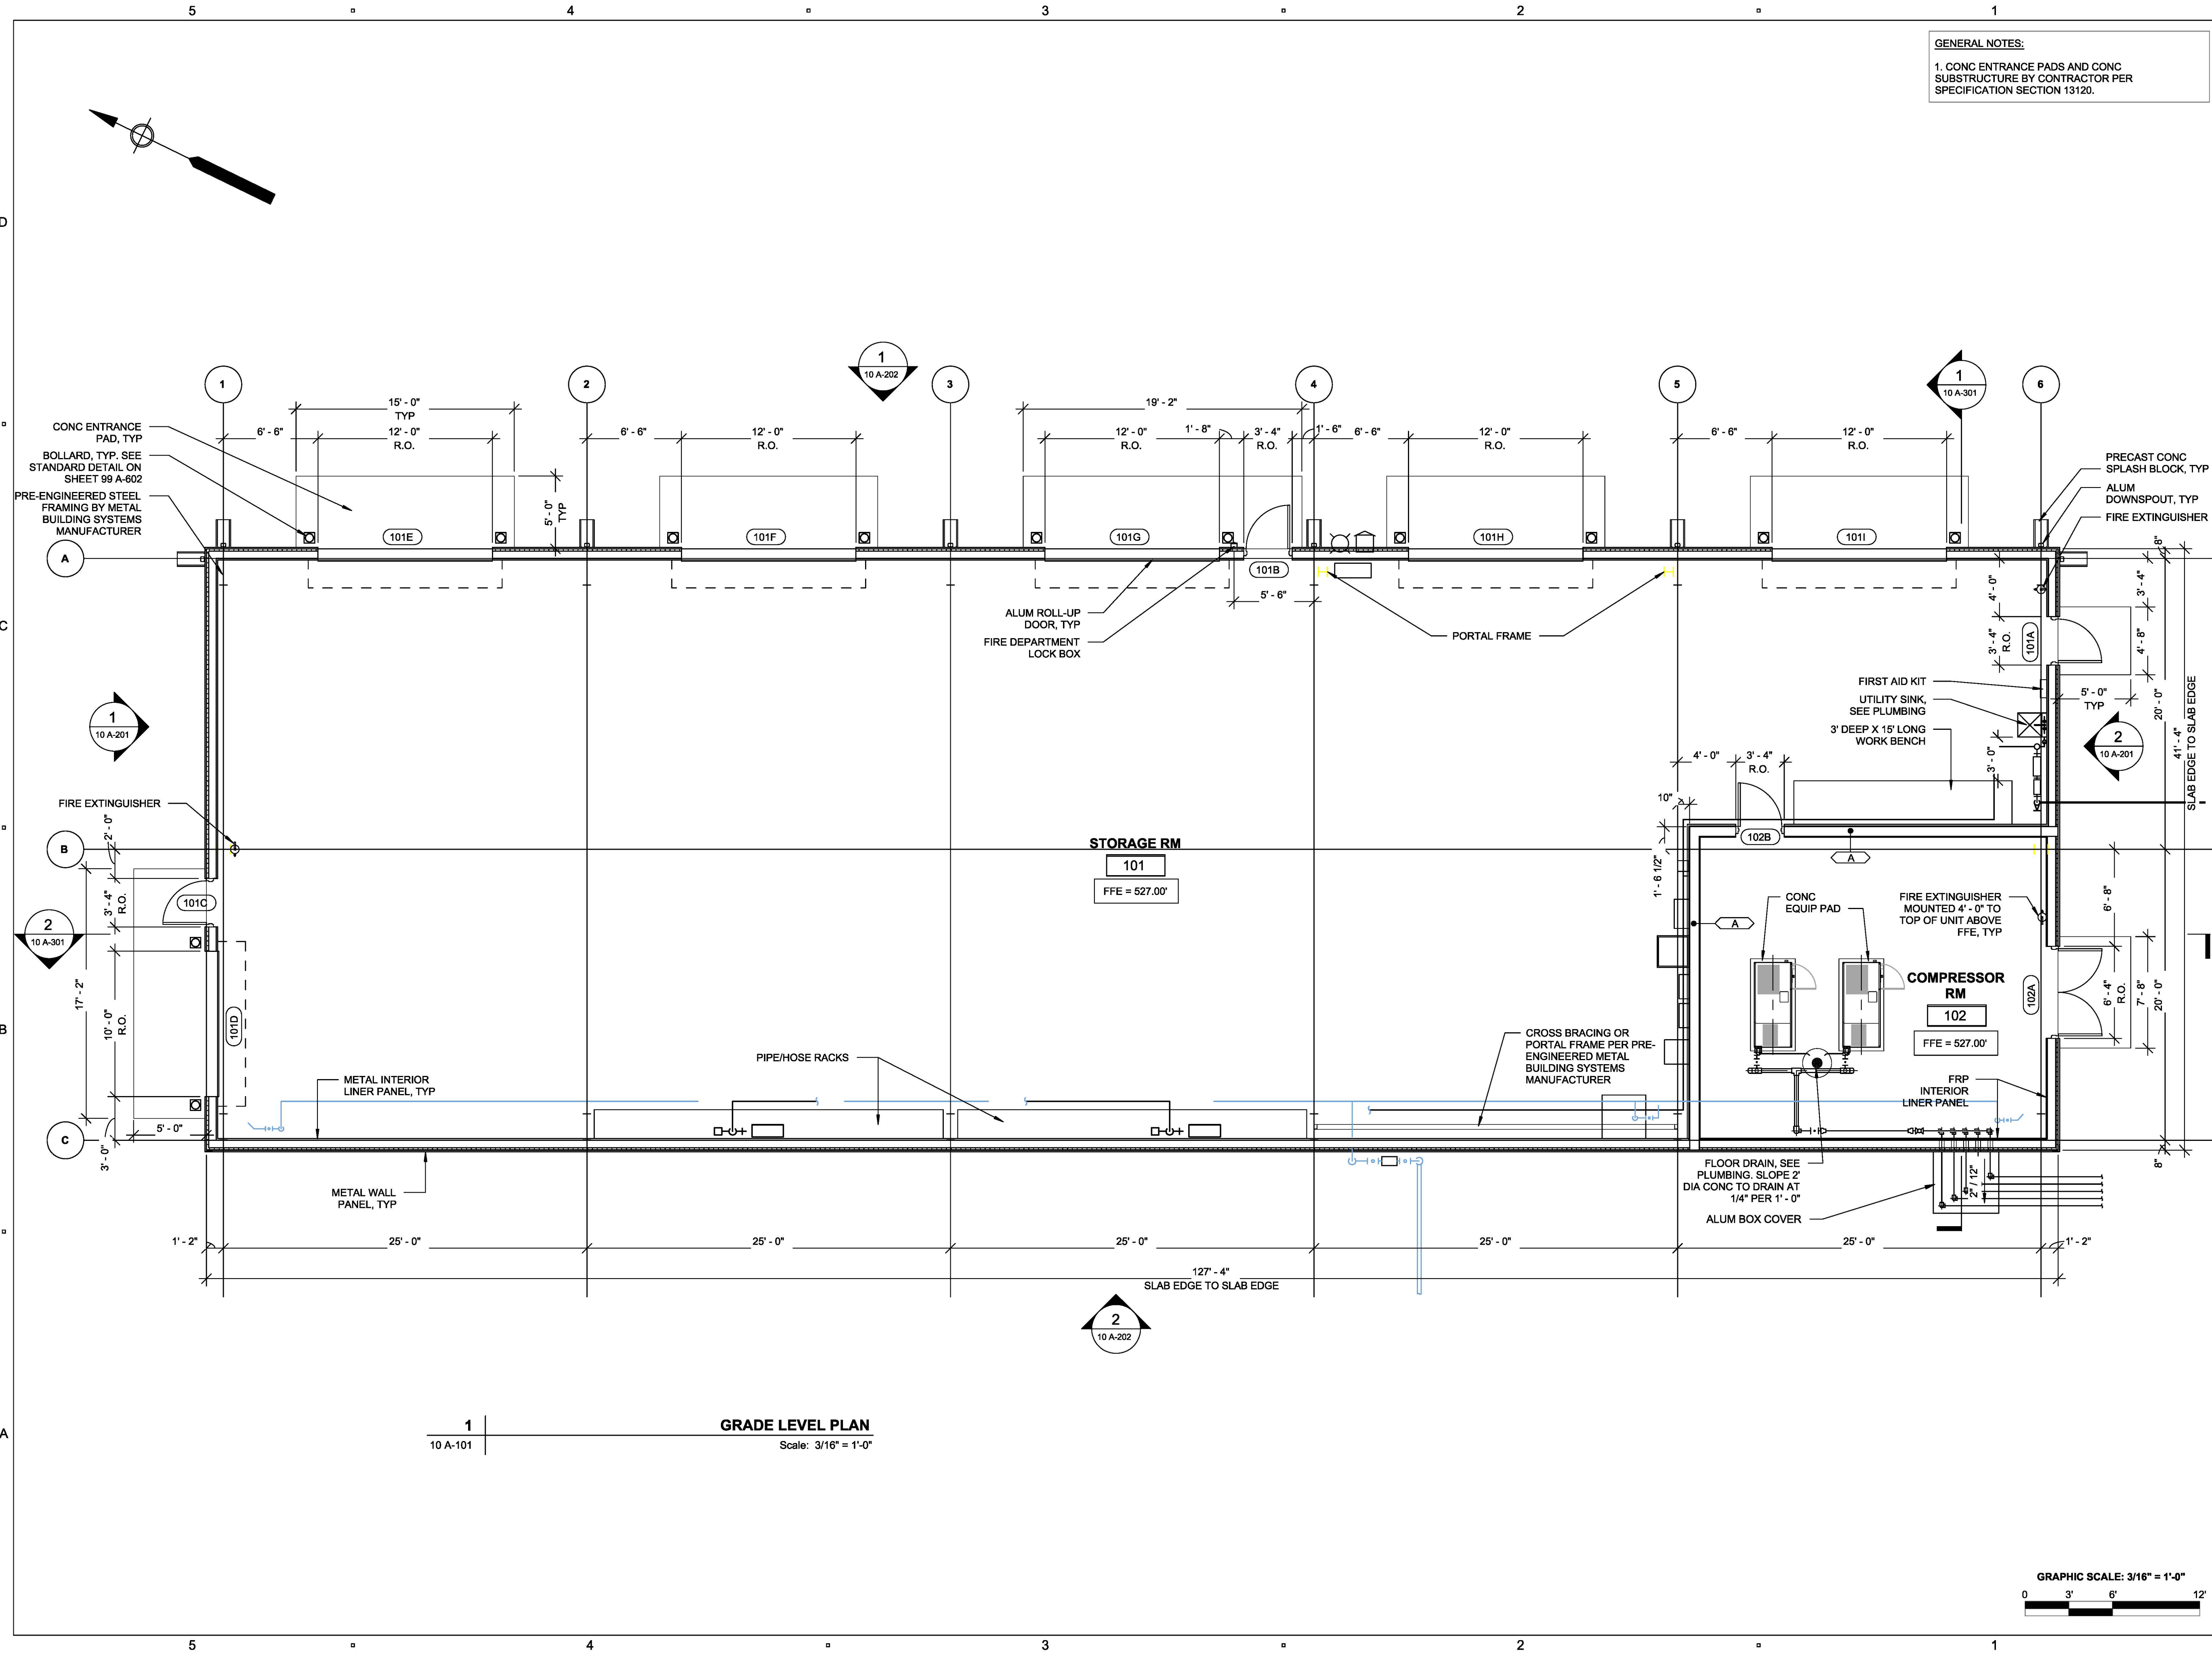 5
4
3
2
1
GENERAL NOTES:
1. CONC ENTRANCE PADS AND CONC
SUBSTRUCTURE BY CONTRACTOR PER
SPECIFICATION SECTION 13120.
D
C
B
A
1
10 A-202
1
10 A-301
1
2
3
4
5
6
15' - 0"
TYP
19' - 2"
6' - 6"
12' - 0"
R.O.
6' - 6"
12' - 0"
R.O.
12' - 0"
R.O.
1' - 8"
3' - 4"
R.O.
1' - 6"
6' - 6"
12' - 0"
R.O.
6' - 6"
12' - 0"
R.O.
CONC ENTRANCE
PAD, TYP
BOLLARD, TYP. SEE
STANDARD DETAIL ON
SHEET 99 A-602
PRE-ENGINEERED STEEL
FRAMING BY METAL
BUILDING SYSTEMS
MANUFACTURER
5' - 0"
TYP
PRECAST CONC
SPLASH BLOCK, TYP
ALUM
DOWNSPOUT, TYP
FIRE EXTINGUISHER
101E
101F
101G
101H
101I
A
101B
5' - 6"
8"
4' - 0"
3' - 4"
3' - 4"
R.O.
101A
4' - 8"
ALUM ROLL-UP
DOOR, TYP
FIRE DEPARTMENT
LOCK BOX
PORTAL FRAME
FIRST AID KIT
UTILITY SINK,
SEE PLUMBING
3' DEEP X 15' LONG
WORK BENCH
5' - 0"
TYP
20' - 0"
41' - 4"
SLAB EDGE TO SLAB EDGE
1
10 A-201
2
10 A-201
4' - 0"
3' - 4"
R.O.
3' - 0"
10"
FIRE EXTINGUISHER
2' - 0"
B
STORAGE RM
101
FFE = 527.00'
102B
A
1' - 6 1/2"
3' - 4"
R.O.
101C
2
10 A-301
A
CONC
EQUIP PAD
FIRE EXTINGUISHER
MOUNTED 4' - 0" TO
TOP OF UNIT ABOVE
FFE, TYP
6' - 8"
17' - 2"
10' - 0"
R.O.
101D
COMPRESSOR
RM
102
FFE = 527.00'
102A
6' - 4"
R.O.
7' - 8"
20' - 0"
PIPE/HOSE RACKS
METAL INTERIOR
LINER PANEL, TYP
CROSS BRACING OR
PORTAL FRAME PER PRE-
ENGINEERED METAL
BUILDING SYSTEMS
MANUFACTURER
FRP
INTERIOR
LINER PANEL
5' - 0"
C
3' - 0"
8"
METAL WALL
PANEL, TYP
FLOOR DRAIN, SEE
PLUMBING. SLOPE 2'
DIA CONC TO DRAIN AT
1/4" PER 1' - 0"
ALUM BOX COVER
2" / 12"
1' - 2"
25' - 0"
25' - 0"
25' - 0"
25' - 0"
25' - 0"
1' - 2"
127' - 4"
SLAB EDGE TO SLAB EDGE
2
10 A-202
1
10 A-101
GRADE LEVEL PLAN
Scale: 3/16" = 1'-0"
GRAPHIC SCALE: 3/16" = 1'-0"
0
3'
6'
12'
5
4
3
2
1